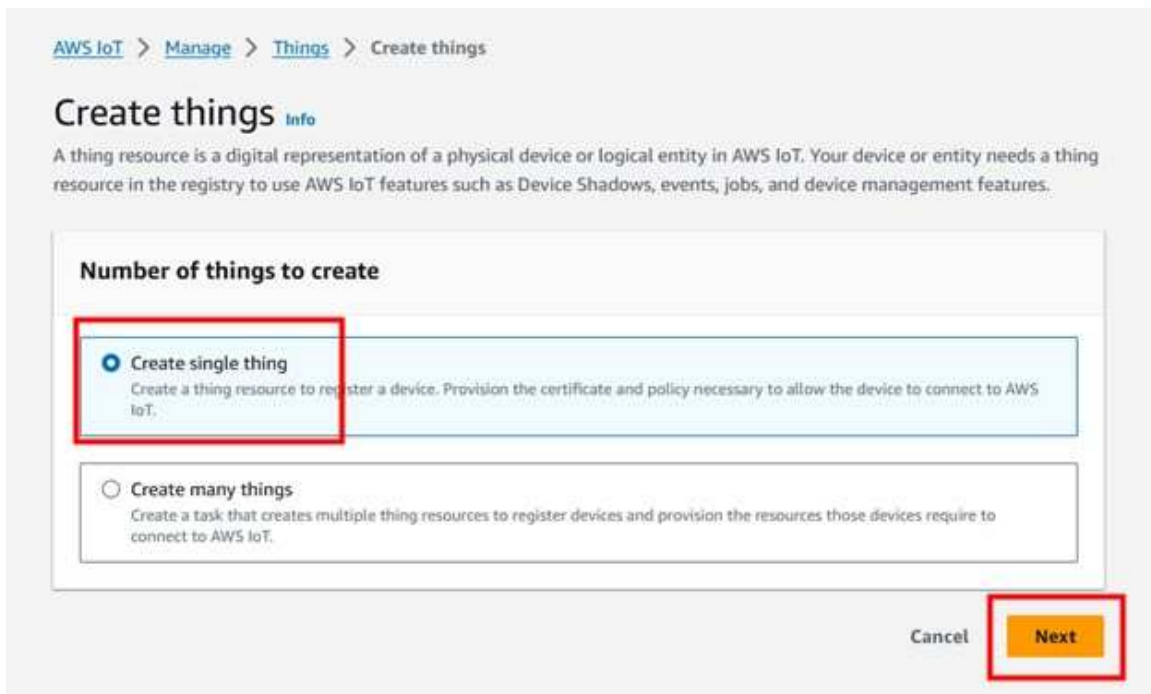 AWS IoT > Manage > Things > Create things
Create things Info
A thing resource is a digital representation of a physical device or logical entity in AWS IoT. Your device or entity needs a thing
resource in the registry to use AWS IoT features such as Device Shadows, events, jobs, and device management features.
Number of things to create
Create single thing
Create a thing resource to register a device. Provision the certificate and policy necessary to allow the device to connect to AWS
IoT.
Create many things
Create a task that creates multiple thing resources to register devices and provision the resources those devices require to
connect to AWS IoT.
Cancel Next